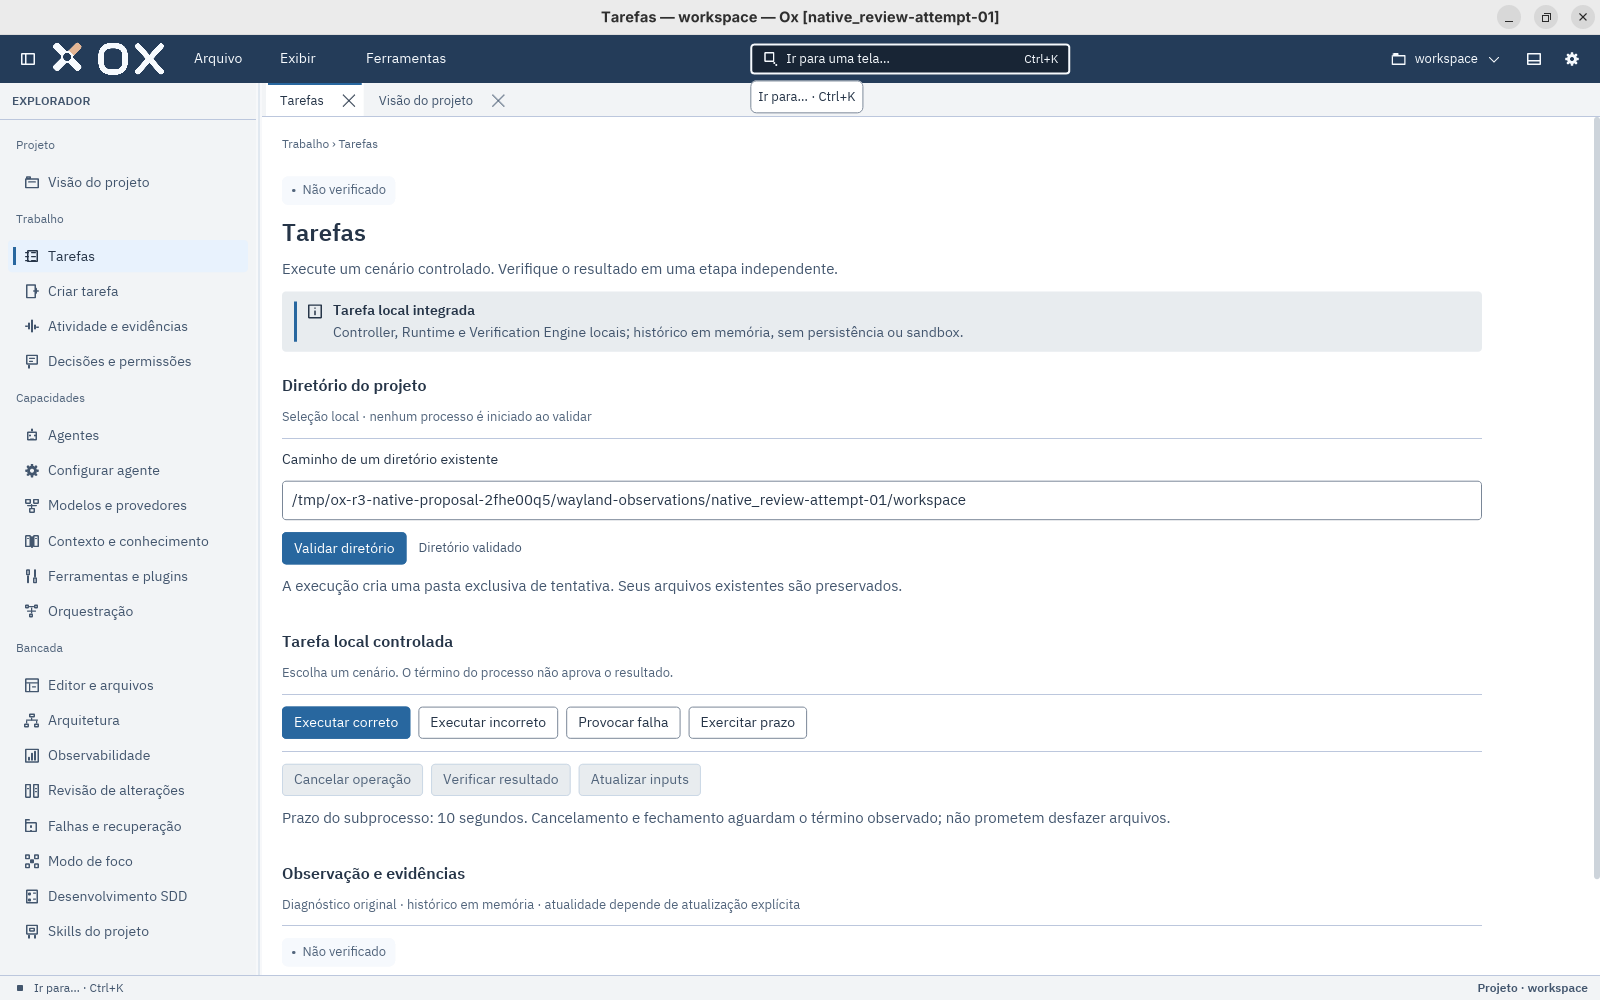 Tarefas — workspace — Ox [native_review-attempt-01]
OX
Arquivo
Exibir
Ferramentas
Ir para uma tela...
Ctrl+K
workspace
Ir para... · Ctrl+K
EXPLORADOR
Tarefas
Visão do projeto
Projeto
Visão do projeto
Trabalho
Tarefas
Criar tarefa
Atividade e evidências
Decisões e permissões
Capacidades
Agentes
Configurar agente
Modelos e provedores
Contexto e conhecimento
Ferramentas e plugins
Orquestração
Bancada
Editor e arquivos
Arquitetura
Observabilidade
Revisão de alterações
Falhas e recuperação
Modo de foco
Desenvolvimento SDD
Skills do projeto
Trabalho › Tarefas
• Não verificado
Tarefas
Execute um cenário controlado. Verifique o resultado em uma etapa independente.
Tarefa local integrada
Controller, Runtime e Verification Engine locais; histórico em memória, sem persistência ou sandbox.
Diretório do projeto
Seleção local · nenhum processo é iniciado ao validar
Caminho de um diretório existente
/tmp/ox-r3-native-proposal-2fhe00q5/wayland-observations/native_review-attempt-01/workspace
Validar diretório
Diretório validado
A execução cria uma pasta exclusiva de tentativa. Seus arquivos existentes são preservados.
Tarefa local controlada
Escolha um cenário. O término do processo não aprova o resultado.
Executar correto
Executar incorreto
Provocar falha
Exercitar prazo
Cancelar operação
Verificar resultado
Atualizar inputs
Prazo do subprocesso: 10 segundos. Cancelamento e fechamento aguardam o término observado; não prometem desfazer arquivos.
Observação e evidências
Diagnóstico original · histórico em memória · atualidade depende de atualização explícita
• Não verificado
Ir para... · Ctrl+K
Projeto · workspace